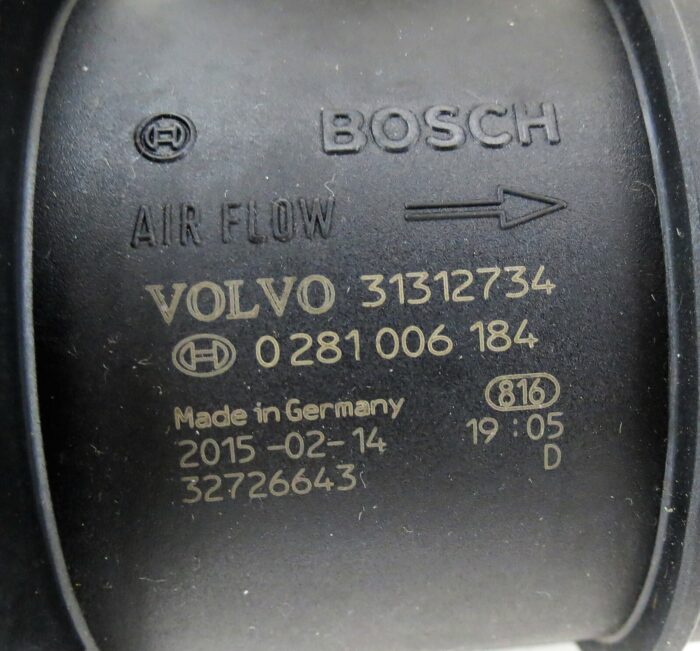 BOSCH
AIR FLOW
VOLVO 31312734
0 281 006 184
Made in Germany 816
2015-02-14 19:05
32726643 D